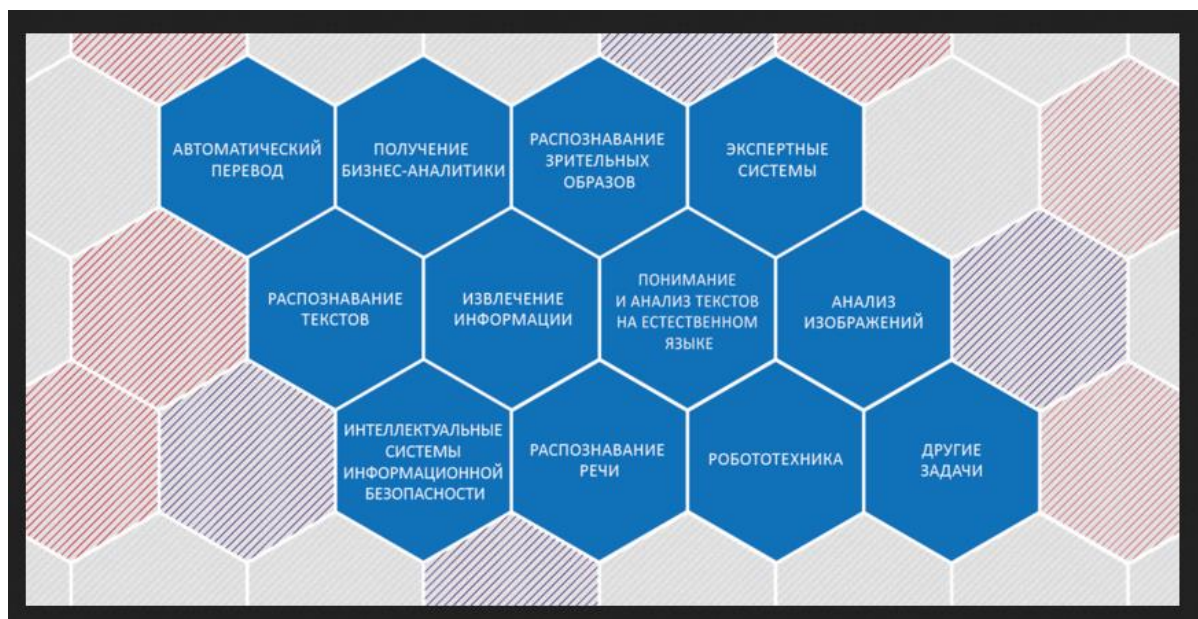 АВТОМАТИЧЕСКИЙ
ПЕРЕВОД
ПОЛУЧЕНИЕ
БИЗНЕС-АНАЛИТИКИ
РАСПОЗНАВАНИЕ
ЗРИТЕЛЬНЫХ
ОБРАЗОВ
ЭКСПЕРТНЫЕ
СИСТЕМЫ
РАСПОЗНАВАНИЕ
ТЕКСТОВ
ИЗВЛЕЧЕНИЕ
ИНФОРМАЦИИ
ПОНИМАНИЕ
И АНАЛИЗ ТЕКСТОВ
НА ЕСТЕСТВЕННОМ
ЯЗЫКЕ
АНАЛИЗ
ИЗОБРАЖЕНИЙ
ИНТЕЛЛЕКТУАЛЬНЫЕ
СИСТЕМЫ
ИНФОРМАЦИОННОЙ
БЕЗОПАСНОСТИ
РАСПОЗНАВАНИЕ
РЕЧИ
РОБОТОТЕХНИКА
ДРУГИЕ
ЗАДАЧИ